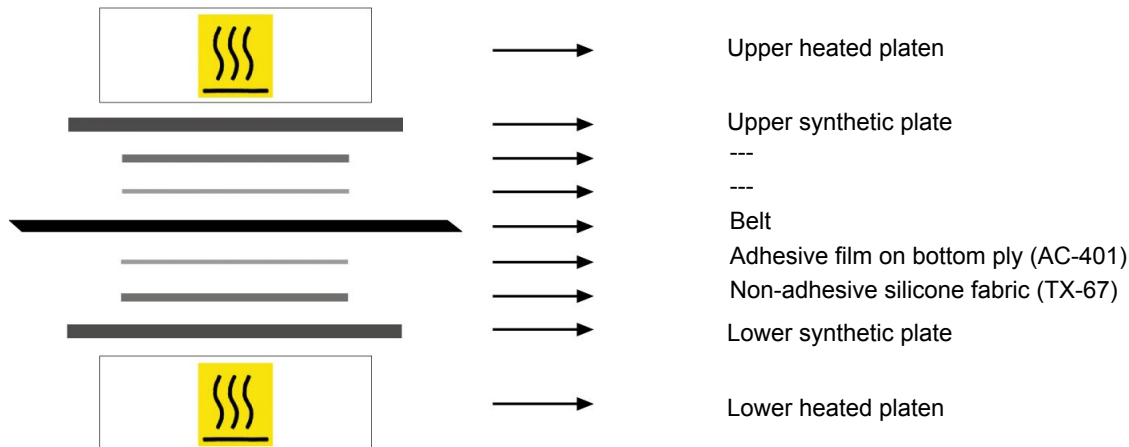 Upper heated platen
Upper synthetic plate
---
---
Belt
Adhesive film on bottom ply (AC-401)
Non-adhesive silicone fabric (TX-67)
Lower synthetic plate
Lower heated platen